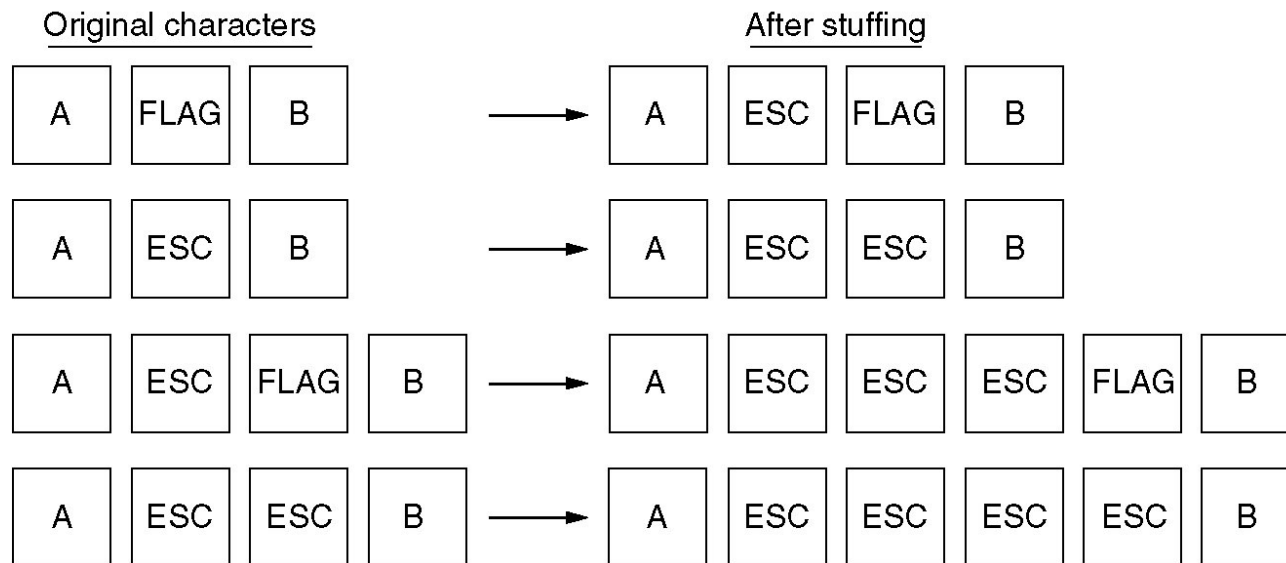 Original characters After stuffing
A FLAG B A ESC FLAG B
A ESC B A ESC ESC B
A ESC FLAG B A ESC ESC ESC FLAG B
A ESC ESC B A ESC ESC ESC ESC B